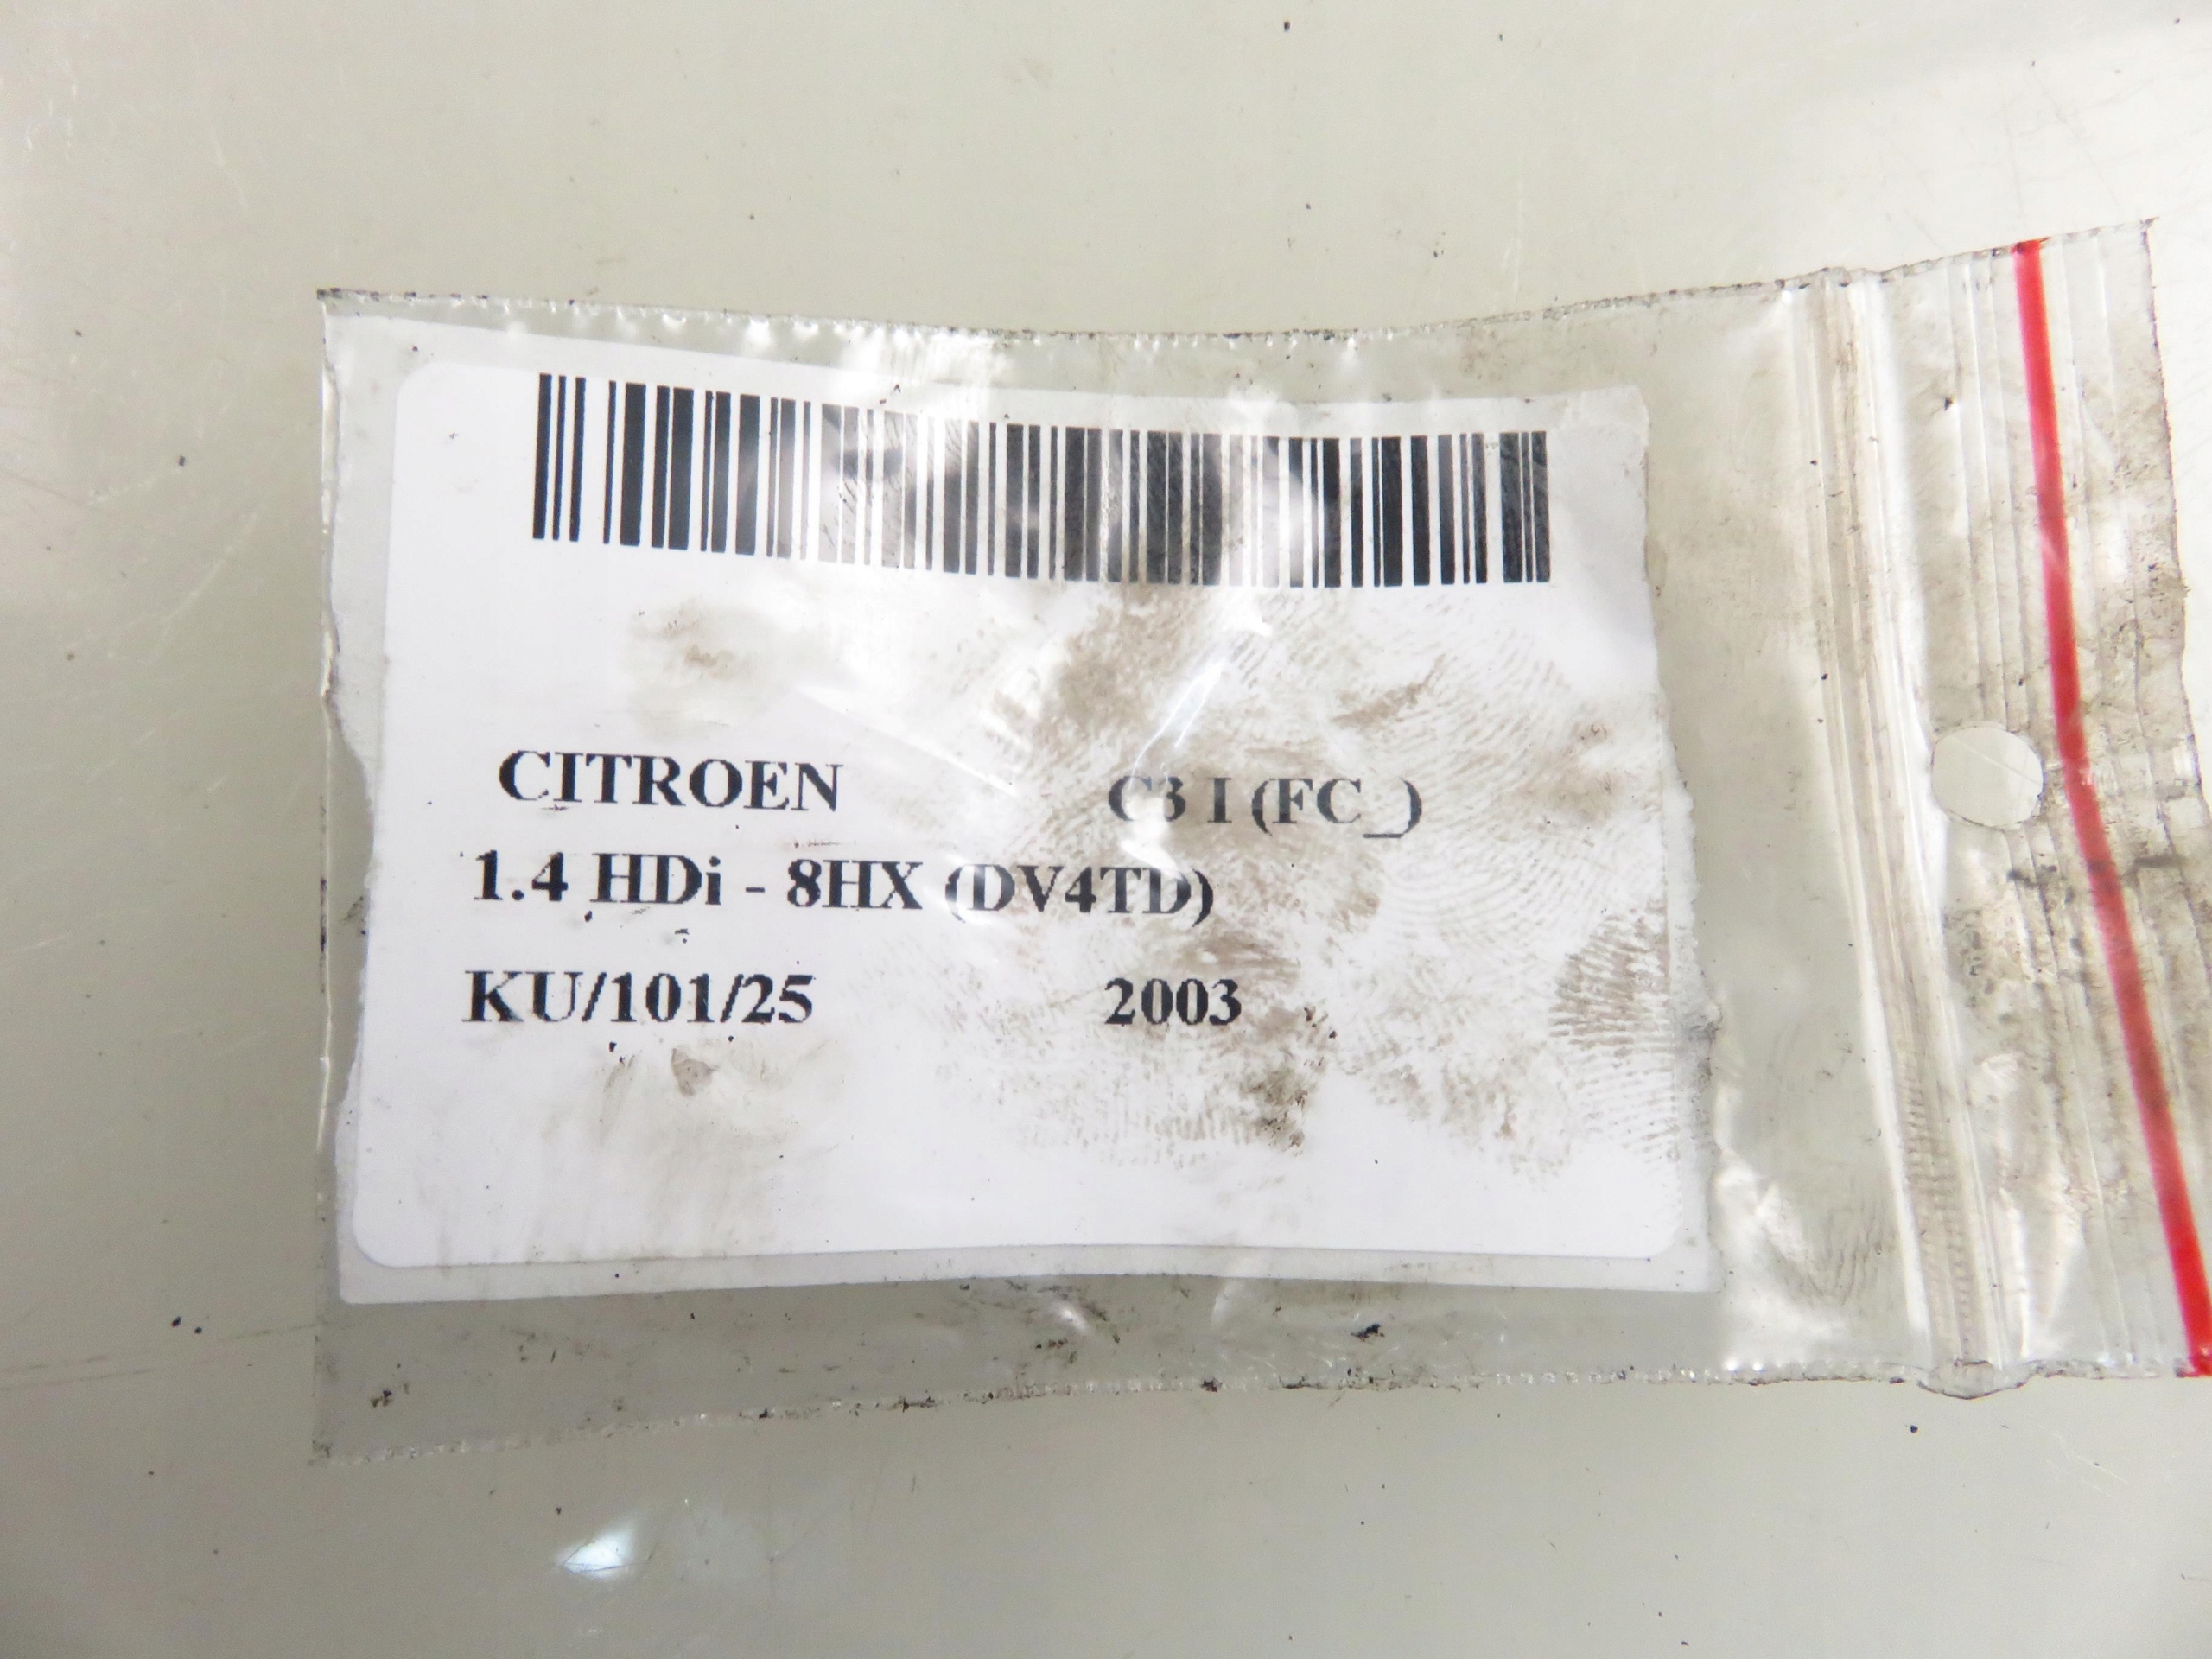 CITROEN C3 I (FC_)
1.4 HDi - 8HX (DV4TD)
KU/101/25 2003